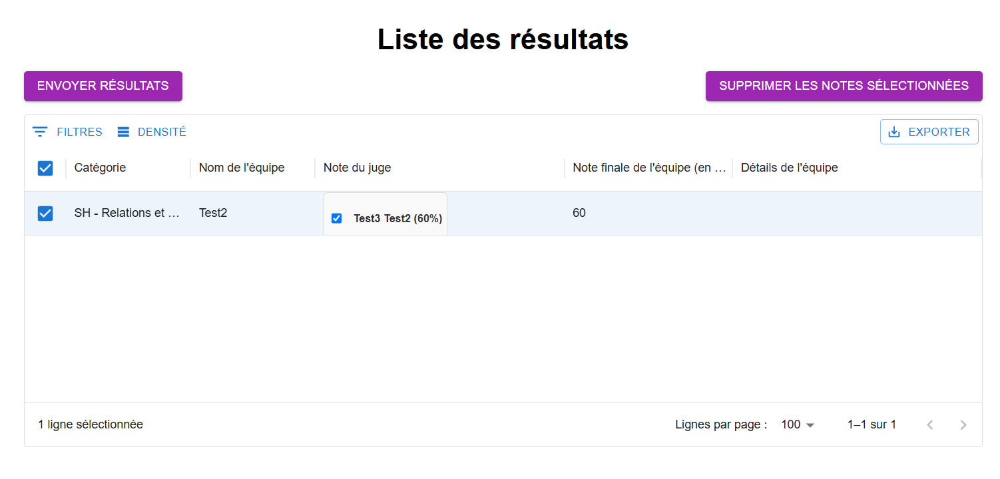 Liste des résultats
ENVOYER RÉSULTATS
SUPPRIMER LES NOTES SÉLECTIONNÉES
FILTRES
DENSITÉ
EXPORTER
Catégorie
Nom de l'équipe
Note du juge
Note finale de l'équipe (en …
Détails de l'équipe
SH - Relations et …
Test2
Test3 Test2 (60%)
60
1 ligne sélectionnée
Lignes par page :
100
1–1 sur 1